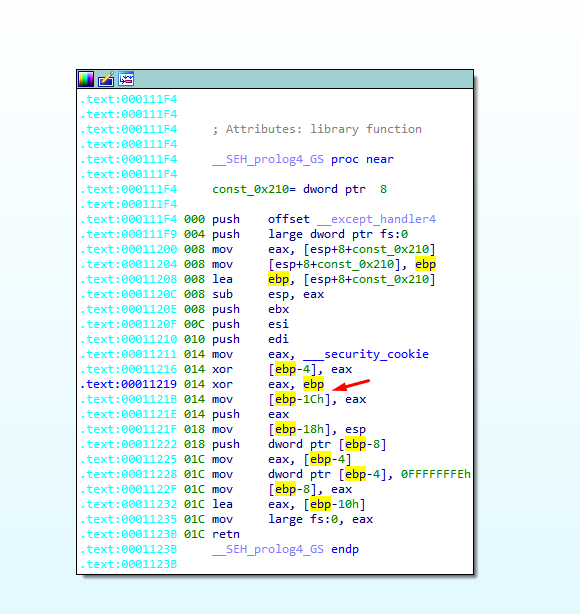 .text:000111F4
.text:000111F4
.text:000111F4 ; Attributes: library function
.text:000111F4
.text:000111F4 __SEH_prolog4_GS proc near
.text:000111F4
.text:000111F4 const_0x210= dword ptr  8
.text:000111F4
.text:000111F4 000 push offset __except_handler4
.text:000111F9 004 push large dword ptr fs:0
.text:00011200 008 mov eax, [esp+8+const_0x210]
.text:00011204 008 mov [esp+8+const_0x210], ebp
.text:00011208 008 lea ebp, [esp+8+const_0x210]
.text:0001120C 008 sub esp, eax
.text:0001120E 008 push ebx
.text:0001120F 00C push esi
.text:00011210 010 push edi
.text:00011211 014 mov eax, ___security_cookie
.text:00011216 014 xor [ebp-4], eax
.text:00011219 014 xor eax, ebp
.text:0001121B 014 mov [ebp-1Ch], eax
.text:0001121E 014 push eax
.text:0001121F 018 mov [ebp-18h], esp
.text:00011222 018 push dword ptr [ebp-8]
.text:00011225 01C mov eax, [ebp-4]
.text:00011228 01C mov dword ptr [ebp-4], 0FFFFFFFEh
.text:0001122F 01C mov [ebp-8], eax
.text:00011232 01C lea eax, [ebp-10h]
.text:00011235 01C mov large fs:0, eax
.text:0001123B 01C retn
.text:0001123B __SEH_prolog4_GS endp
.text:0001123B